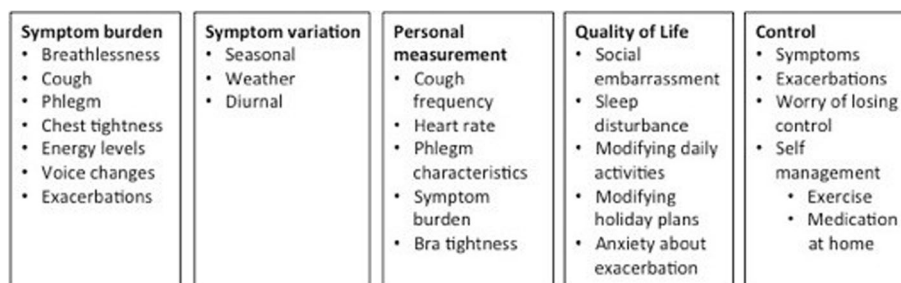 Symptom burden
• Breathlessness
• Cough
• Phlegm
• Chest tightness
• Energy levels
• Voice changes
• Exacerbations
Symptom variation
• Seasonal
• Weather
• Diurnal
Personal
measurement
• Cough
frequency
• Heart rate
• Phlegm
characteristics
• Symptom
burden
• Bra tightness
Quality of Life
• Social
embarrassment
• Sleep
disturbance
• Modifying daily
activities
• Modifying
holiday plans
• Anxiety about
exacerbation
Control
• Symptoms
• Exacerbations
• Worry of losing
control
• Self
management
• Exercise
• Medication
at home